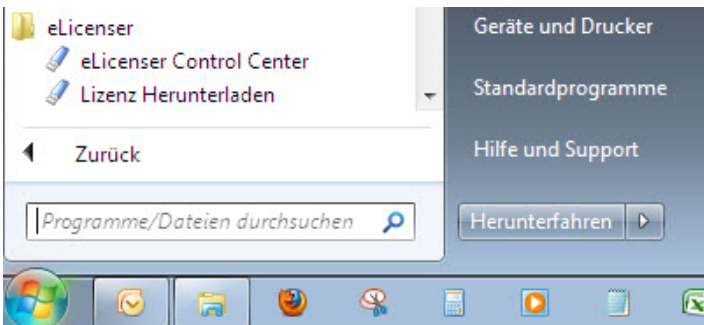 eLicenser
eLicenser Control Center
Lizenz Herunterladen
Zurück
Programme/Dateien durchsuchen
Geräte und Drucker
Standardprogramme
Hilfe und Support
Herunterfahren